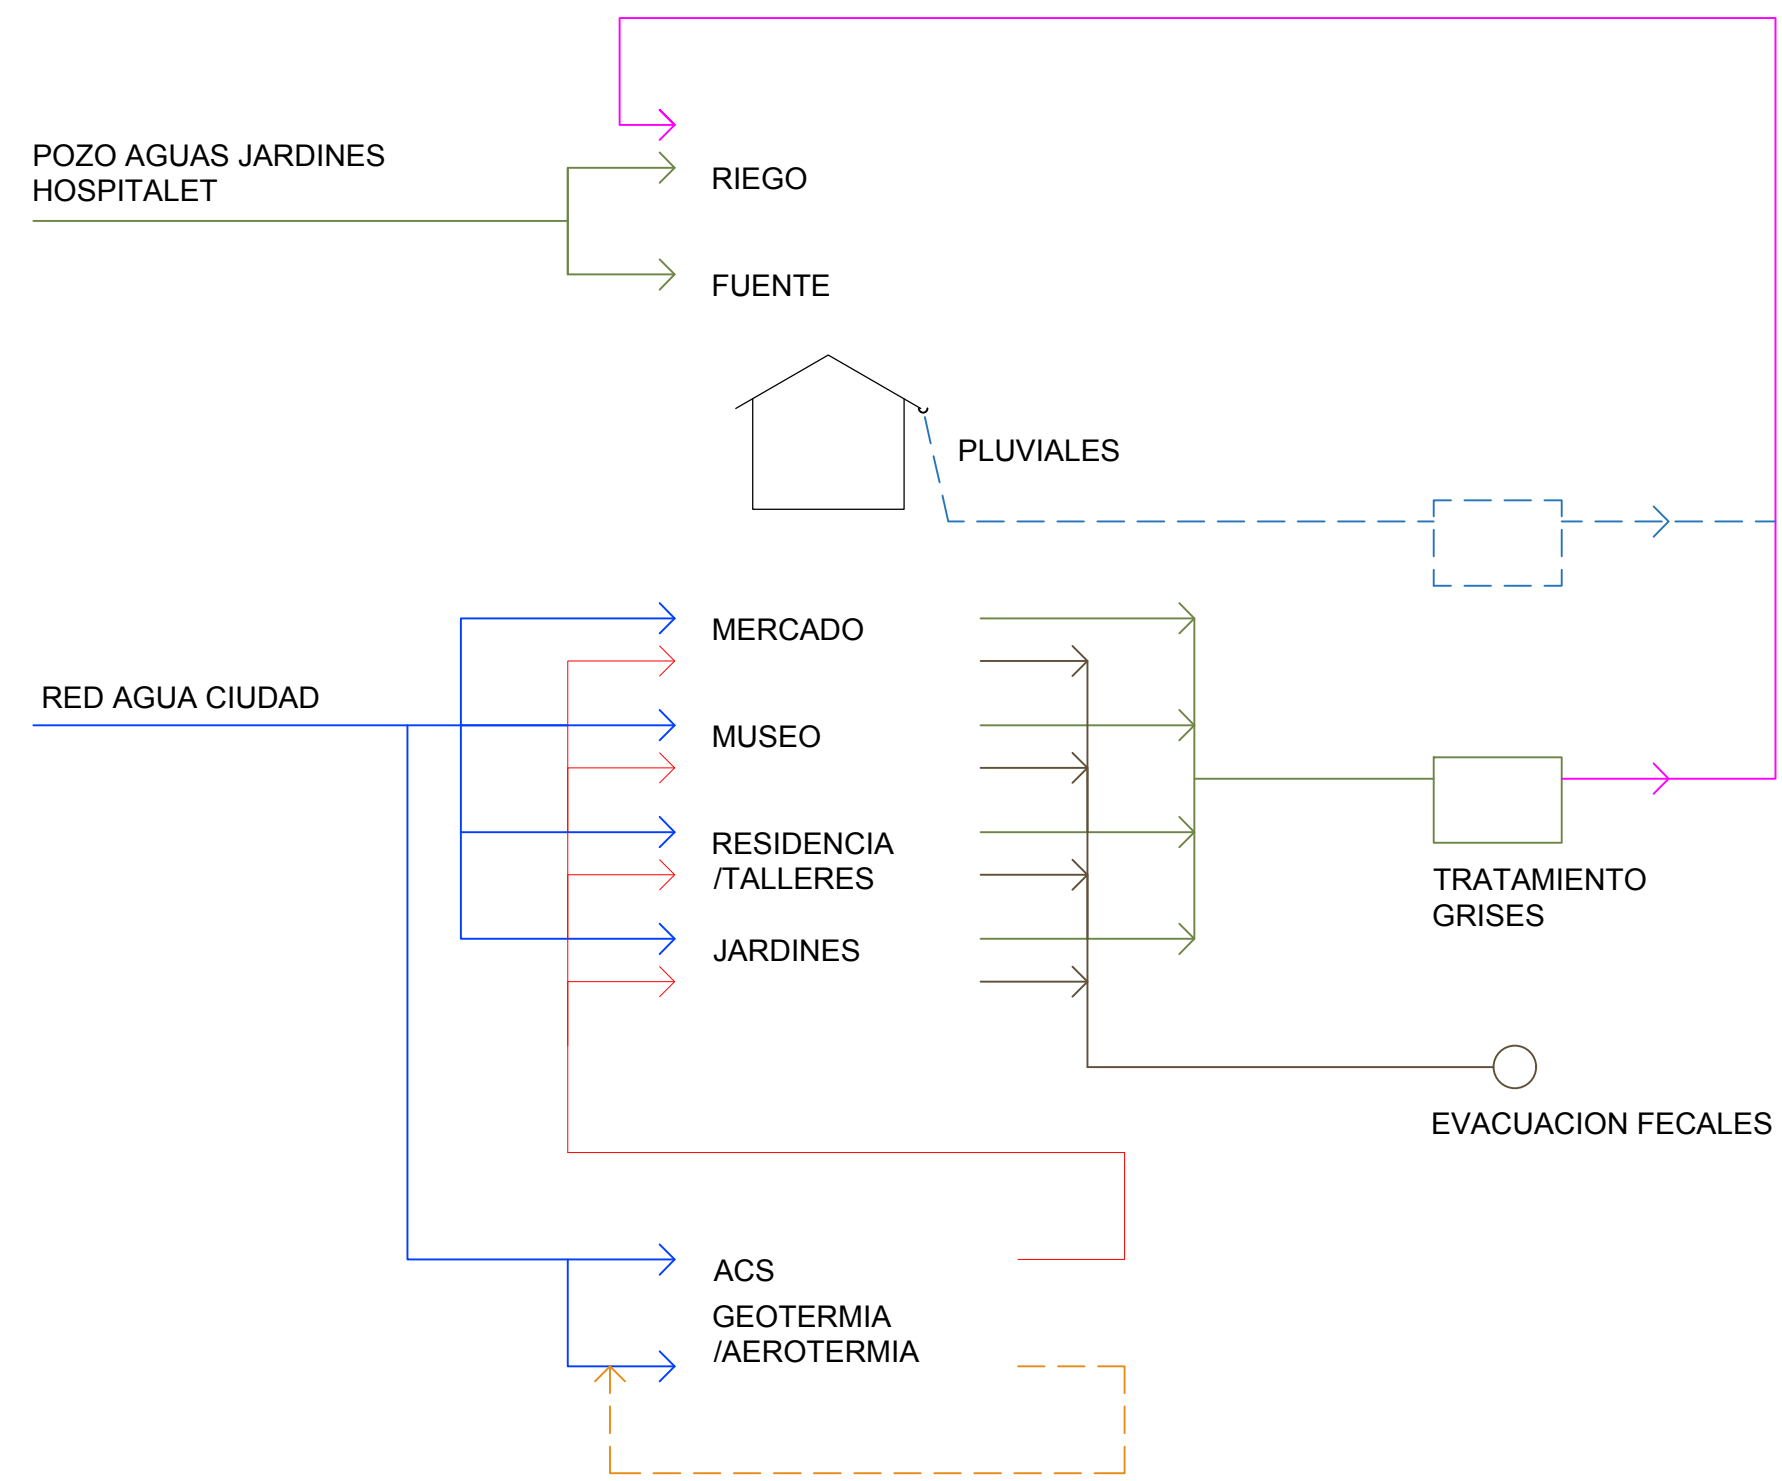 POZO AGUAS JARDINES
HOSPITALET
RIEGO
FUENTE
PLUVIALES
MERCADO
RED AGUA CIUDAD
MUSEO
RESIDENCIA
/TALLERES
TRATAMIENTO
GRISES
JARDINES
EVACUACION FECALES
ACS
GEOTERMIA
/AEROTERMIA